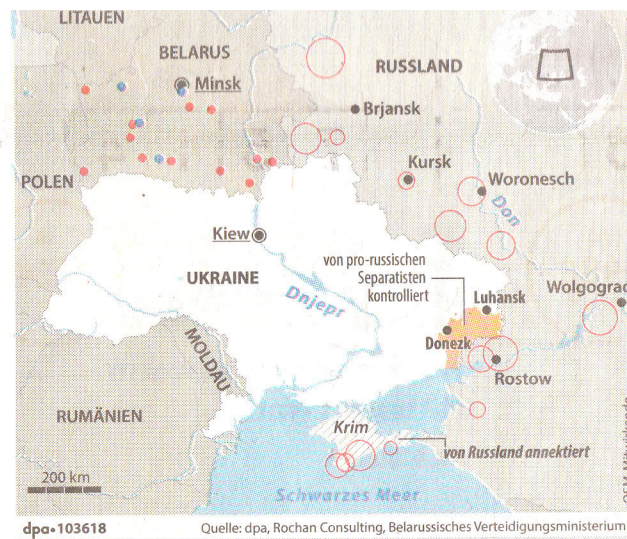 LITAUEN
BELARUS
Minsk
RUSSLAND
Brjansk
POLEN
Kursk
Woronesch
Don
Kiew
von pro-russischen
Separatisten
kontrolliert
UKRAINE
Dnjepr
Luhansk
Wolgograd
Donezk
MOLDAU
Rostow
RUMÄNIEN
Krim
von Russland annektiert
200 km
Schwarzes Meer
dpa•103618
Quelle: dpa, Rochan Consulting, Belarussisches Verteidigungsministerium